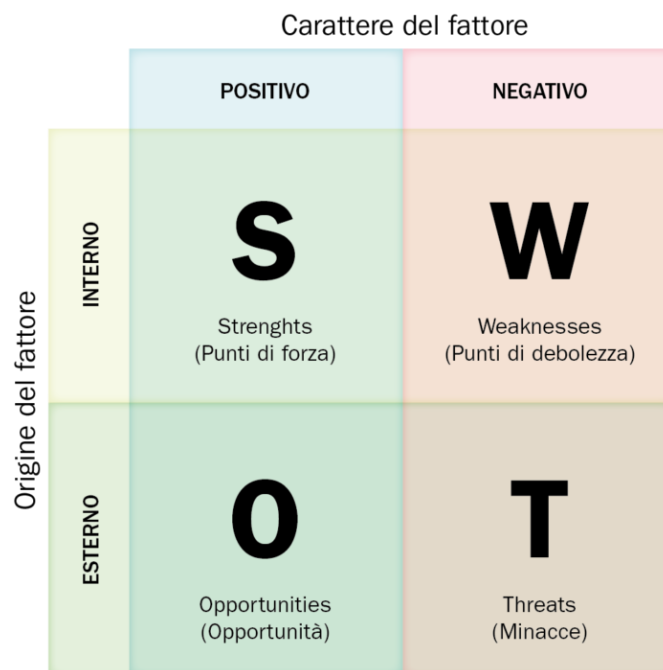 Carattere del fattore
POSITIVO
NEGATIVO
Origine del fattore
INTERNO
S
Strenghts
(Punti di forza)
W
Weaknesses
(Punti di debolezza)
ESTERNO
O
Opportunities
(Opportunità)
T
Threats
(Minacce)